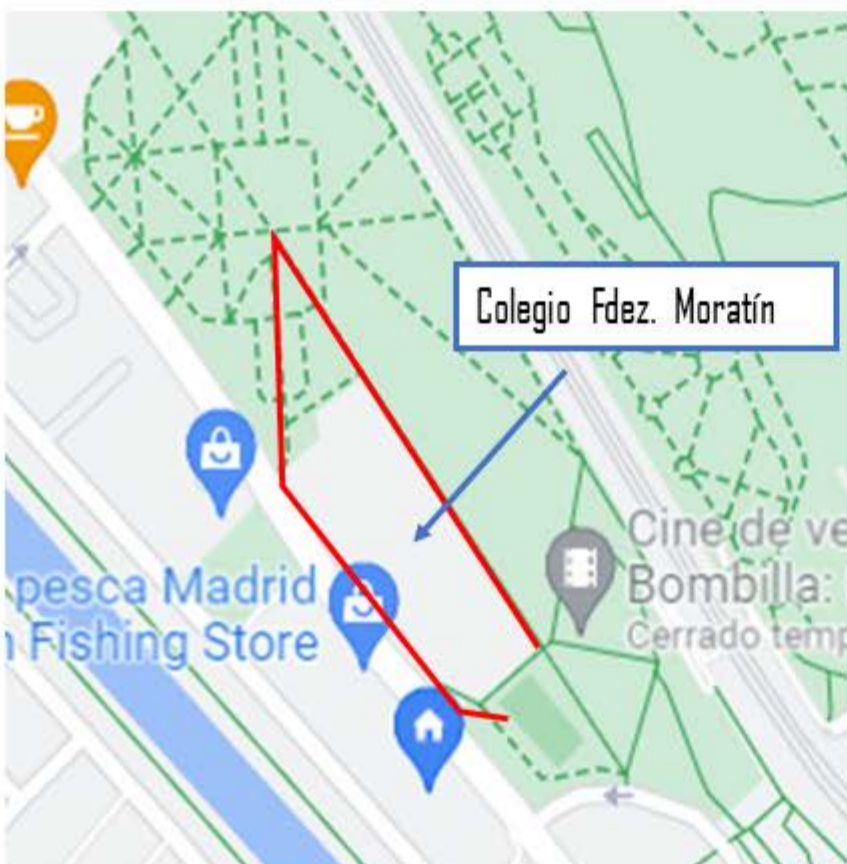 Colegio Fdez. Moratín
Cine de ve
pesca Madrid
Bombilla:
Fishing Store
Cerrado temp